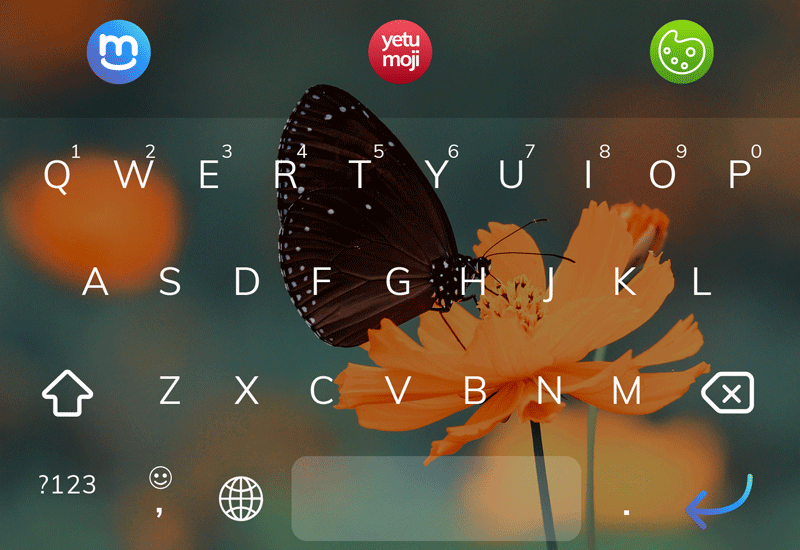 m
yetu
moji
1 2 3 4 5 6 7 8 9 0
Q W E R T Y U I O P
A S D F G H J K L
Z X C V B N M
?123 , .